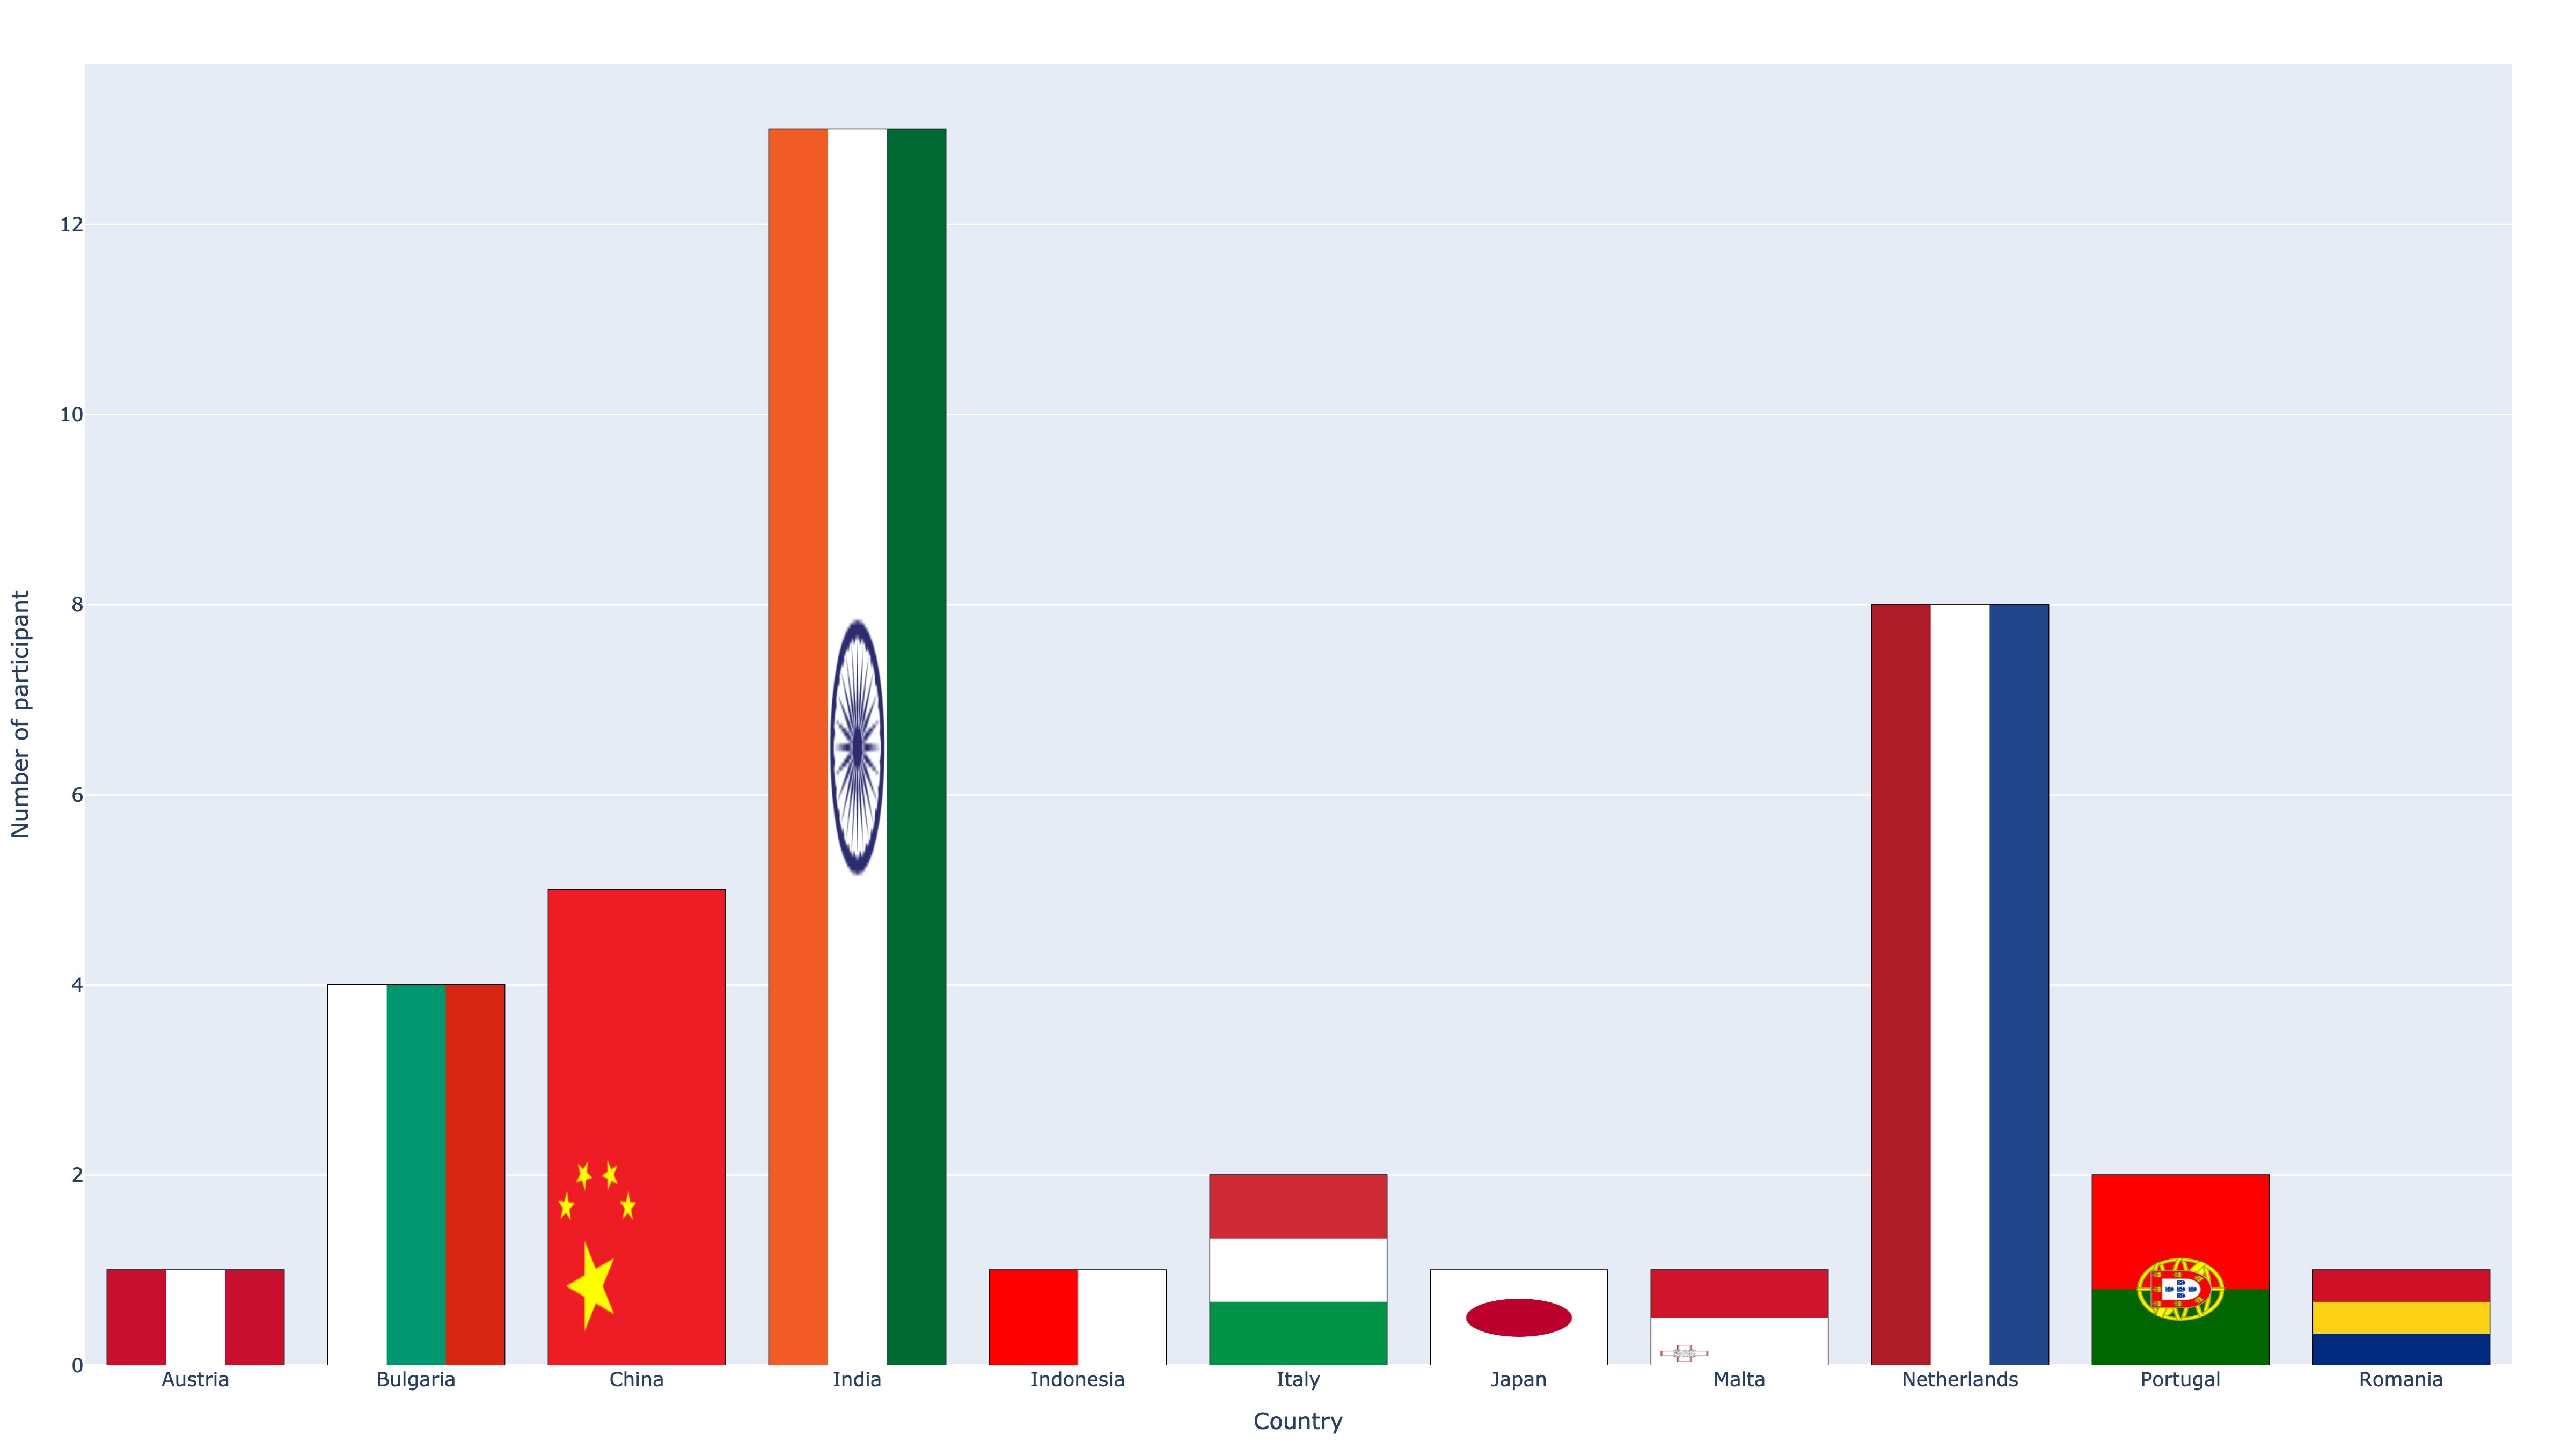 Number of participant
12
10
8
6
4
2
0
Austria Bulgaria China India Indonesia Italy Japan Malta Netherlands Portugal Romania
Country